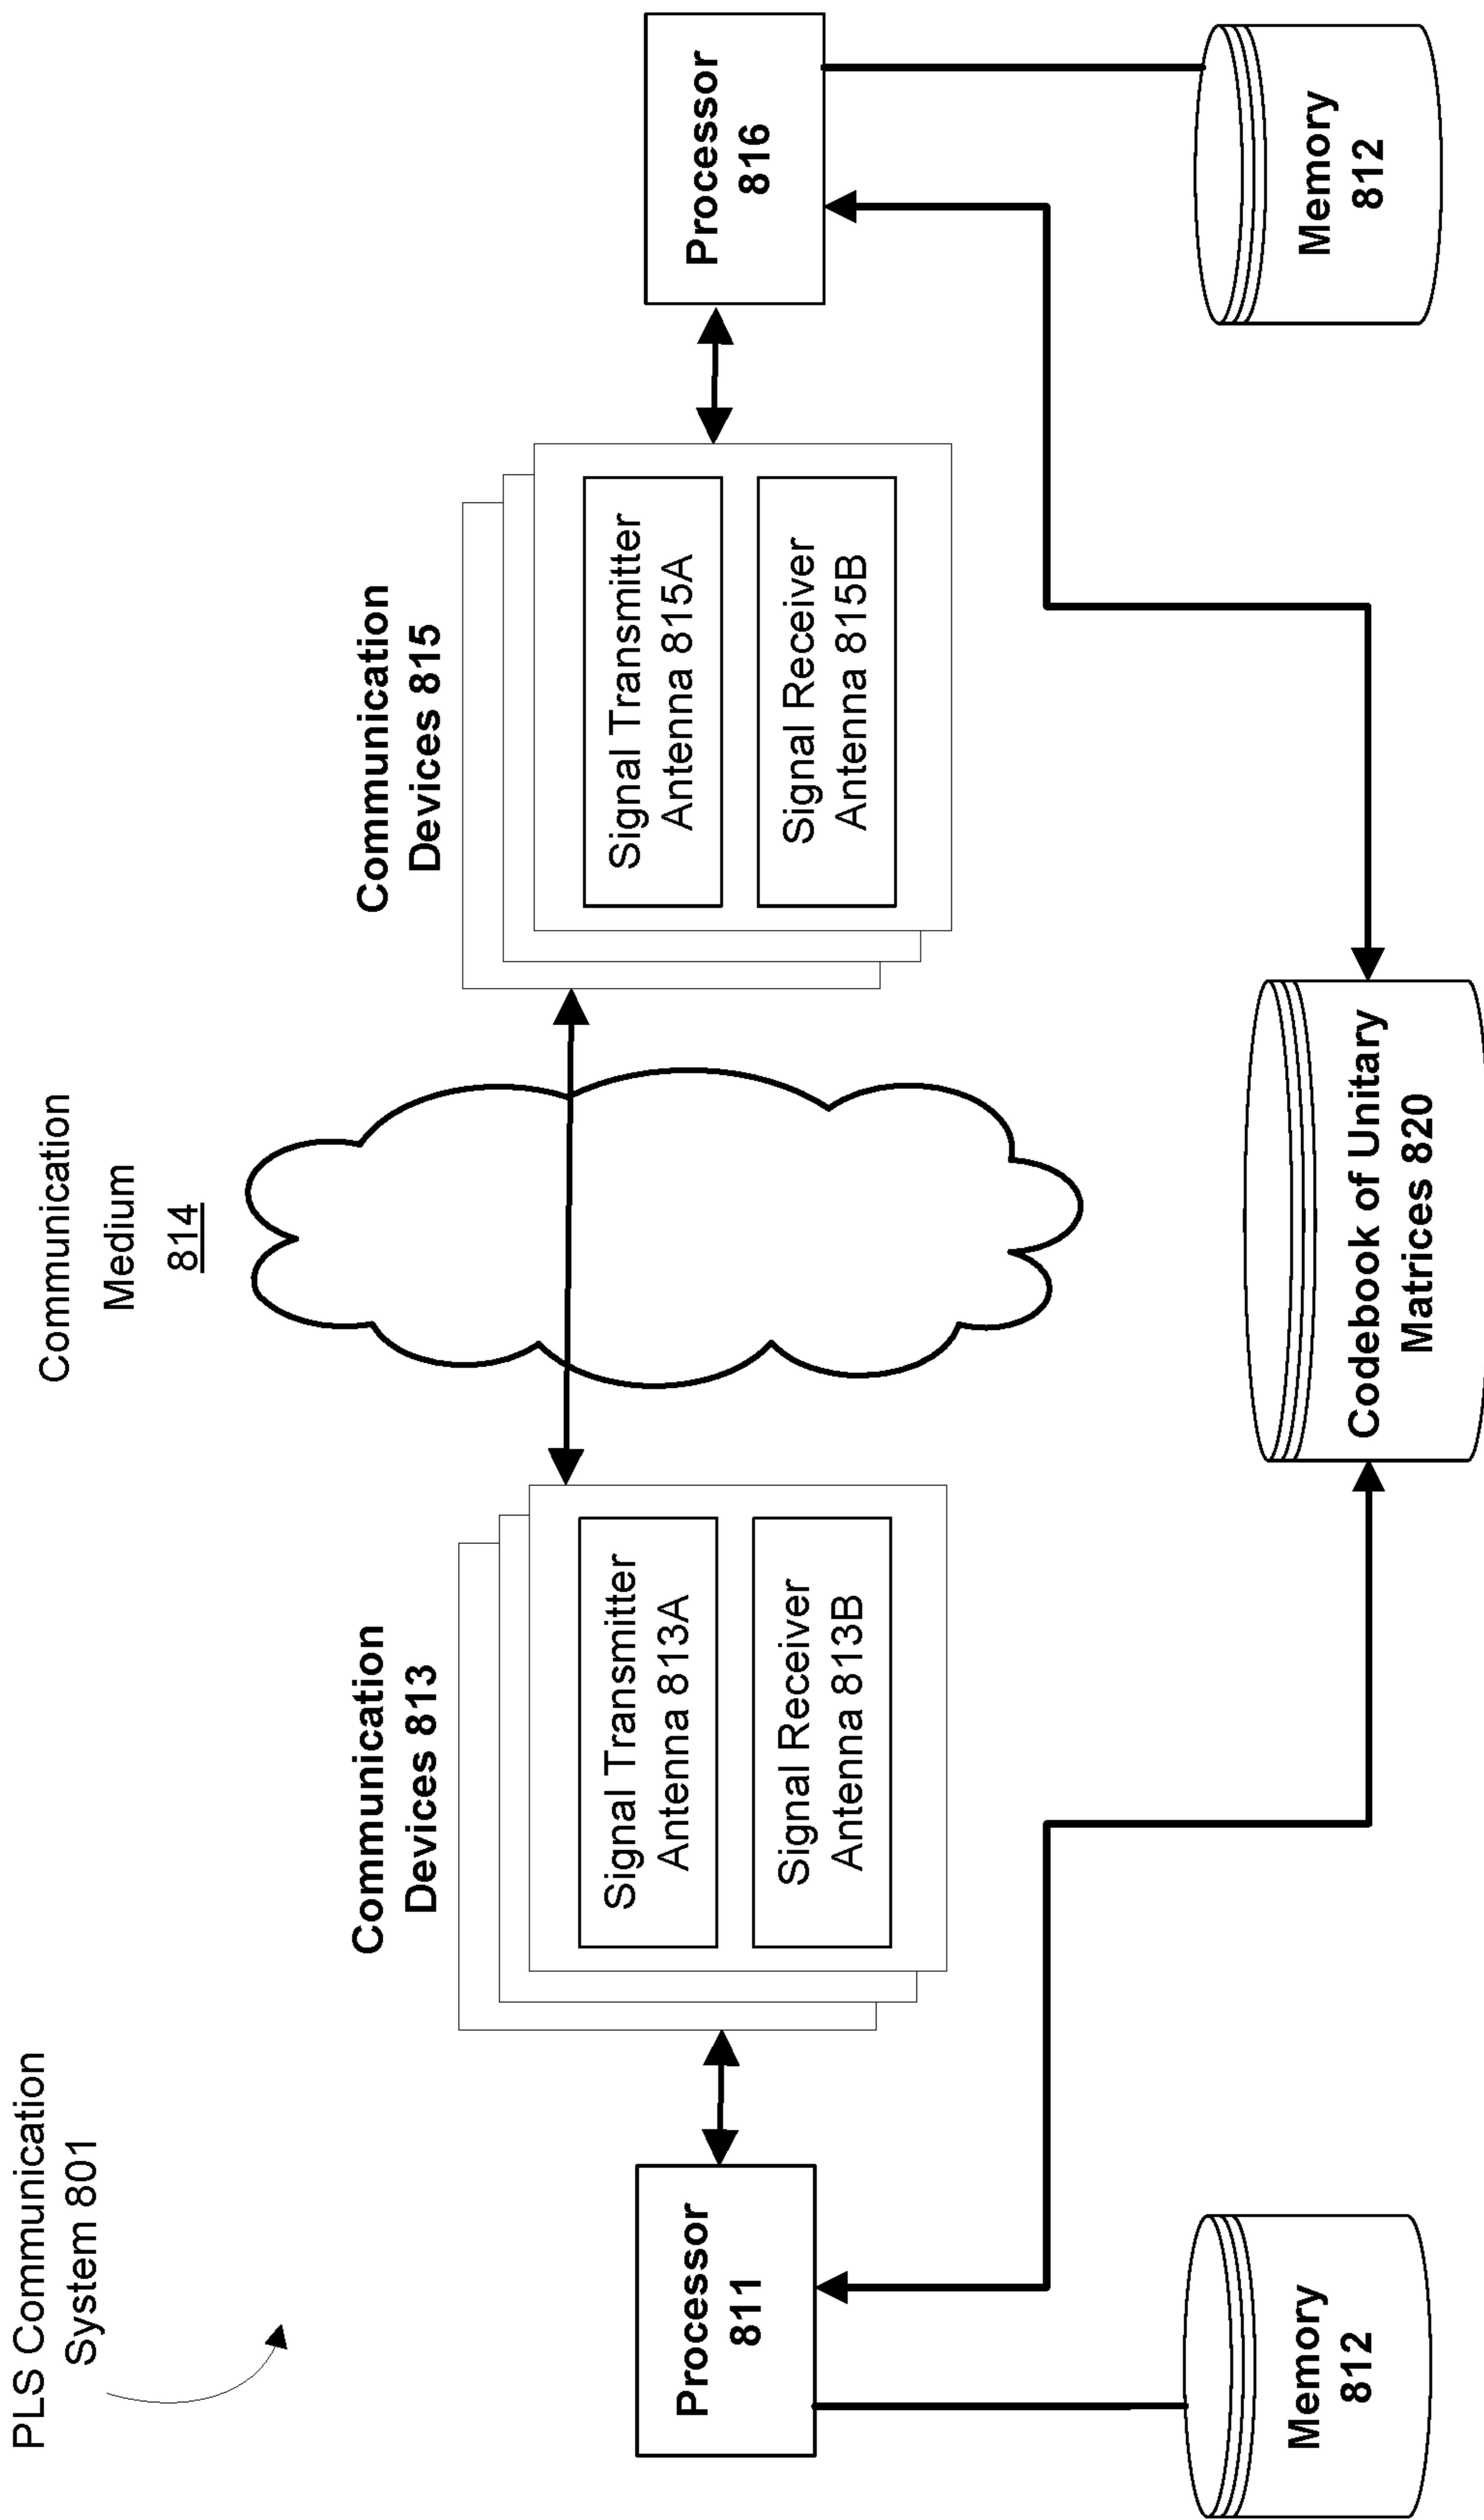 PLS Communication
System 801
Communication
Medium
814
Communication
Devices 813
Communication
Devices 815
Signal Transmitter
Antenna 813A
Signal Receiver
Antenna 813B
Signal Transmitter
Antenna 815A
Signal Receiver
Antenna 815B
Processor
811
Processor
816
Memory
812
Codebook of Unitary
Matrices 820
Memory
812